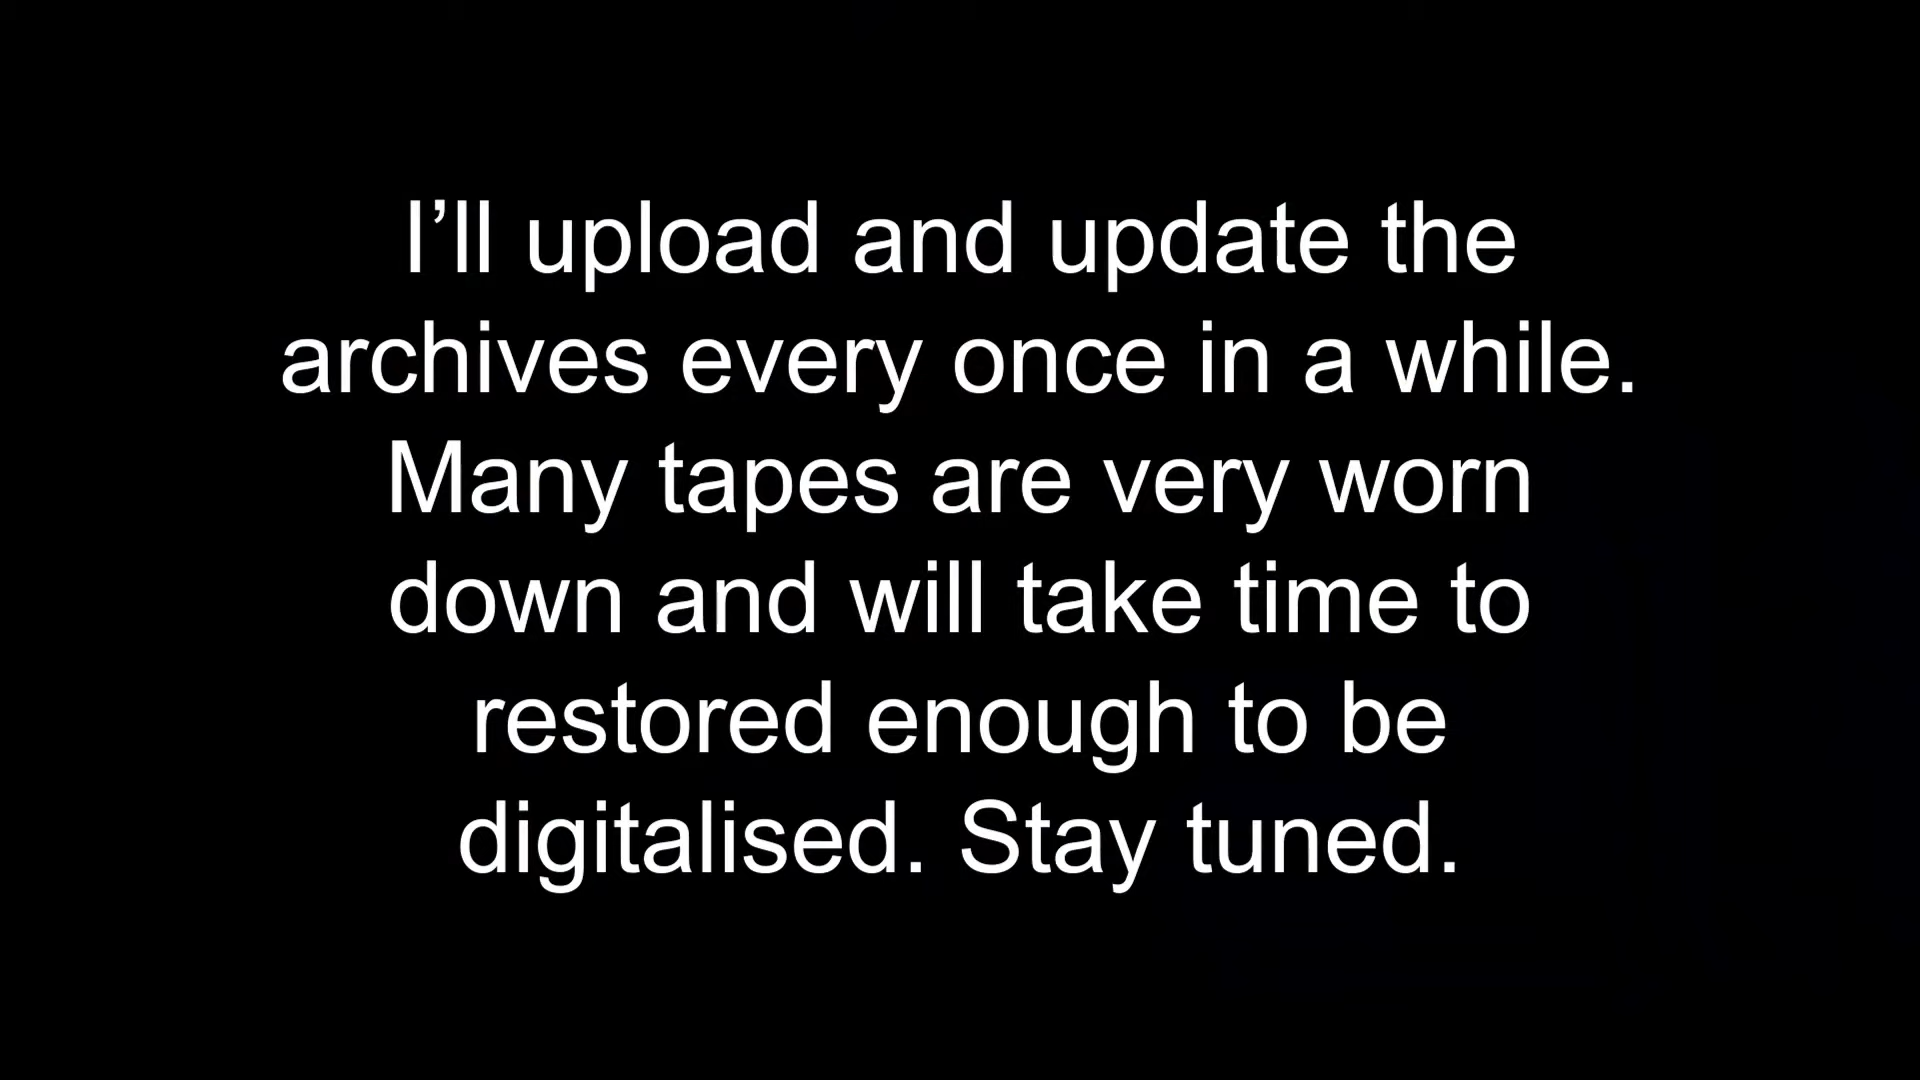 I’ll upload and update the
archives every once in a while.
Many tapes are very worn
down and will take time to
restored enough to be
digitalised. Stay tuned.